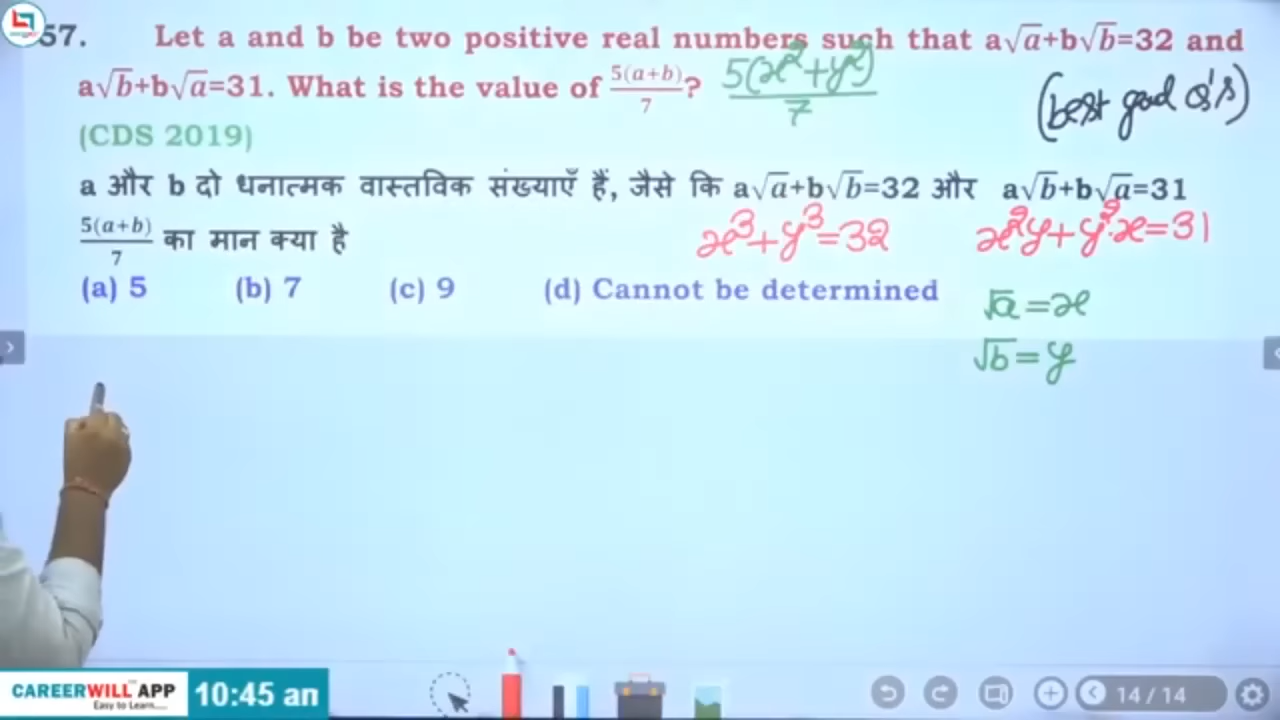 57. Let a and b be two positive real numbers such that a√a+b√b=32 and
a√b+b√a=31. What is the value of 5(a+b)/7? 5(x²+y²)/7
(best good Q's)
(CDS 2019)
a और b दो धनात्मक वास्तविक संख्याएँ हैं, जैसे कि a√a+b√b=32 और a√b+b√a=31
5(a+b)/7 का मान क्या है
x³+y³=32 x²y+y²·x=31
(a) 5 (b) 7 (c) 9 (d) Cannot be determined
√a=x
√b=y
CAREERWILL APP
Easy to Learn.....
10:45 an
14 / 14